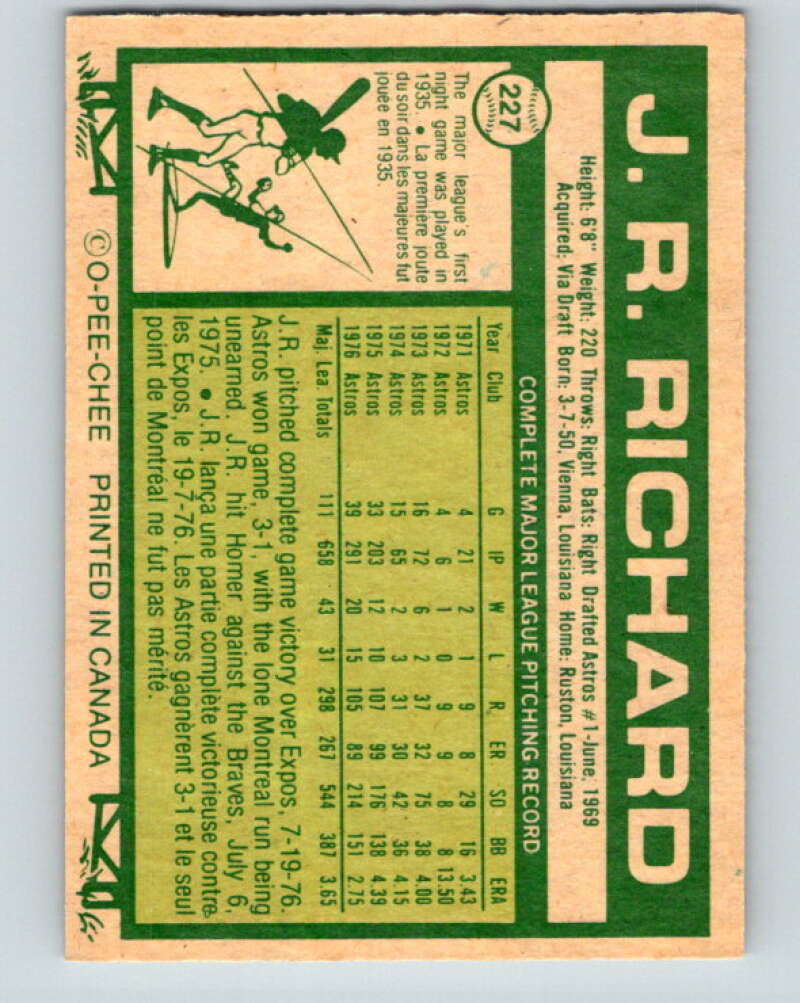 J. R. RICHARD
Height: 6'8" Weight: 220 Throws: Right Bats: Right Drafted Astros #1-June, 1969
Acquired: Via Draft Born: 3-7-50, Vienna, Louisiana Home: Ruston, Louisiana
227
COMPLETE MAJOR LEAGUE PITCHING RECORD
The major league's first
night game was played in
1935. • La première joute
du soir dans les majeures fut
jouée en 1935.
Year Club G IP W L R ER SO BB ERA
1971 Astros 4 21 2 1 9 8 29 16 3.43
1972 Astros 4 6 1 0 9 9 8 8 13.50
1973 Astros 16 72 6 2 37 32 75 38 4.00
1974 Astros 15 65 2 3 31 30 42 36 4.15
1975 Astros 33 203 12 10 107 99 176 138 4.39
1976 Astros 39 291 20 15 105 89 214 151 2.75
Maj. Lea. Totals 111 658 43 31 298 267 544 387 3.65
J.R. pitched complete game victory over Expos, 7-19-76.
Astros won game, 3-1, with the lone Montreal run being
unearned. J.R. hit Homer against the Braves, July 6,
1975. • J.R. lança une partie complète victorieuse contre
les Expos, le 19-7-76. Les Astros gagnèrent 3-1 et le seul
point de Montréal ne fut pas mérité.
© O-PEE-CHEE PRINTED IN CANADA